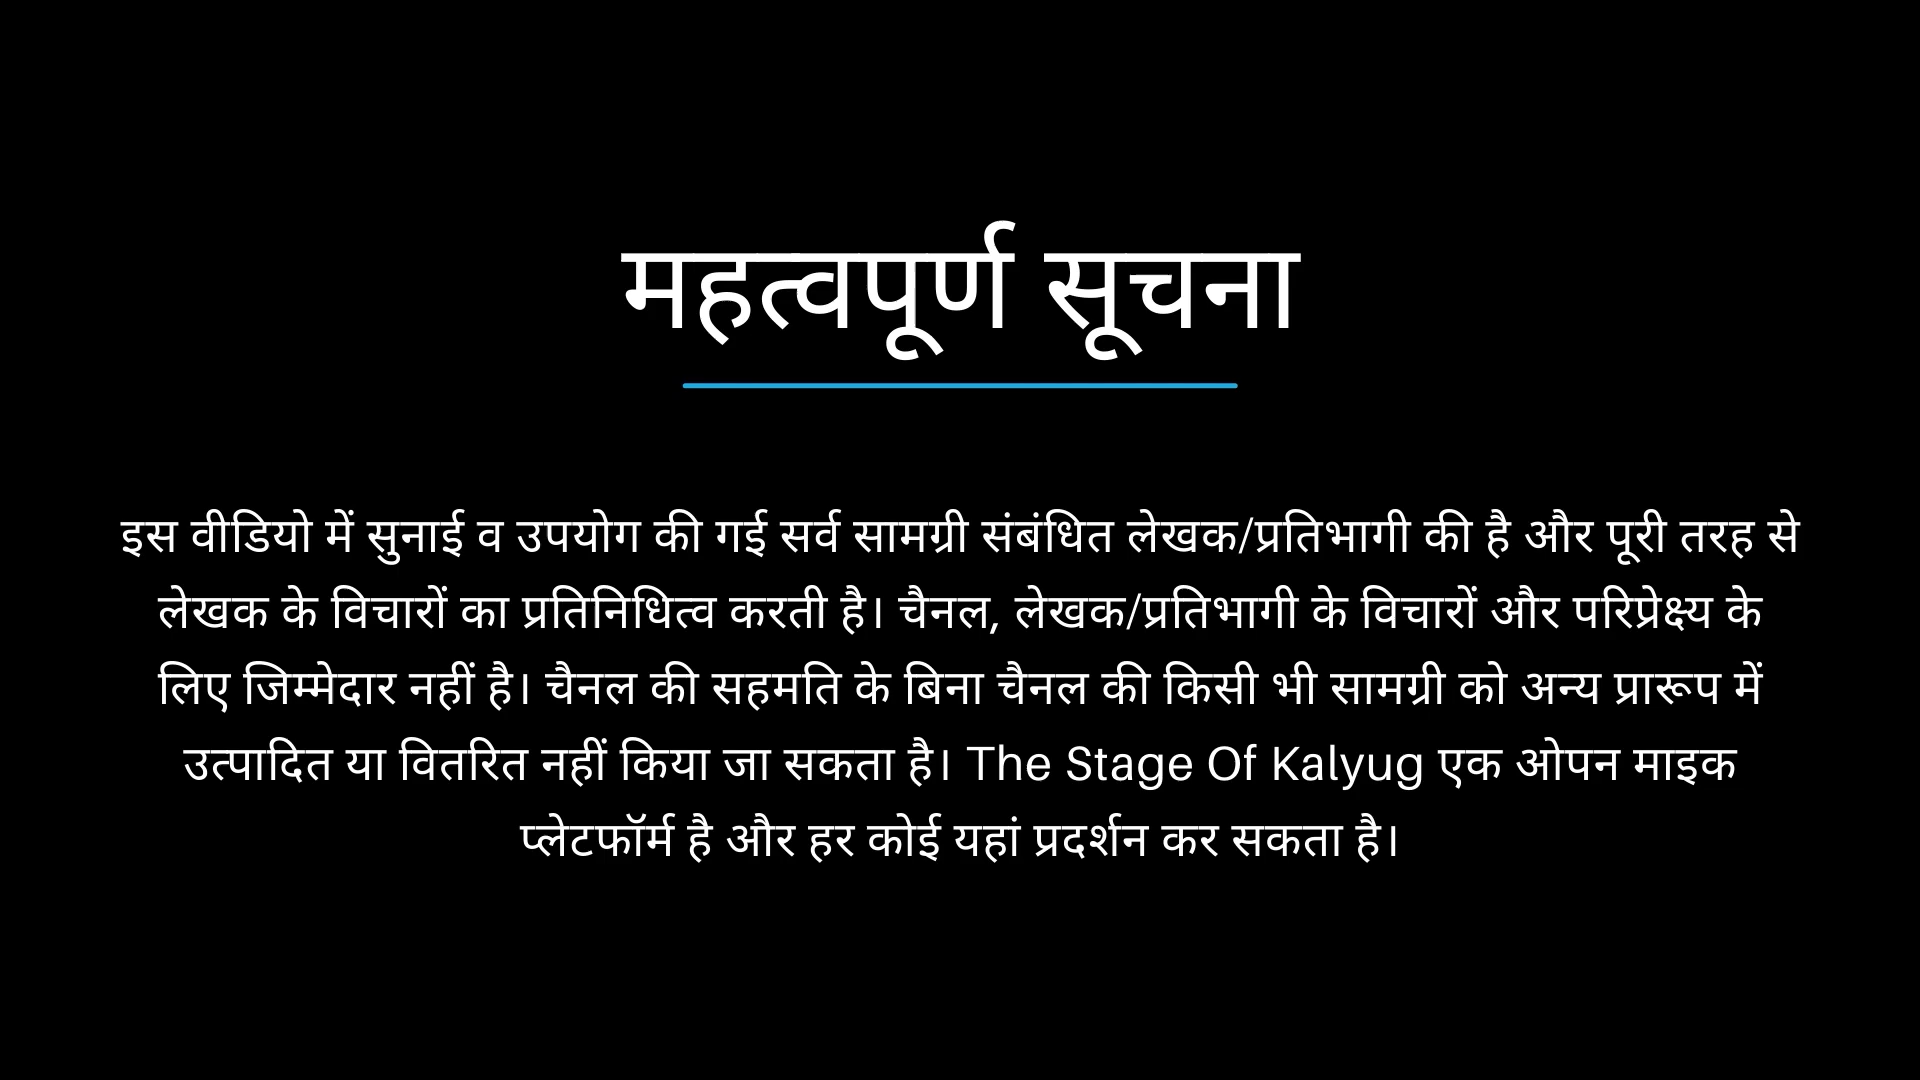 महत्वपूर्ण सूचना
इस वीडियो में सुनाई व उपयोग की गई सर्व सामग्री संबंधित लेखक/प्रतिभागी की है और पूरी तरह से
लेखक के विचारों का प्रतिनिधित्व करती है। चैनल, लेखक/प्रतिभागी के विचारों और परिप्रेक्ष्य के
लिए जिम्मेदार नहीं है। चैनल की सहमति के बिना चैनल की किसी भी सामग्री को अन्य प्रारूप में
उत्पादित या वितरित नहीं किया जा सकता है। The Stage Of Kalyug एक ओपन माइक
प्लेटफॉर्म है और हर कोई यहां प्रदर्शन कर सकता है।